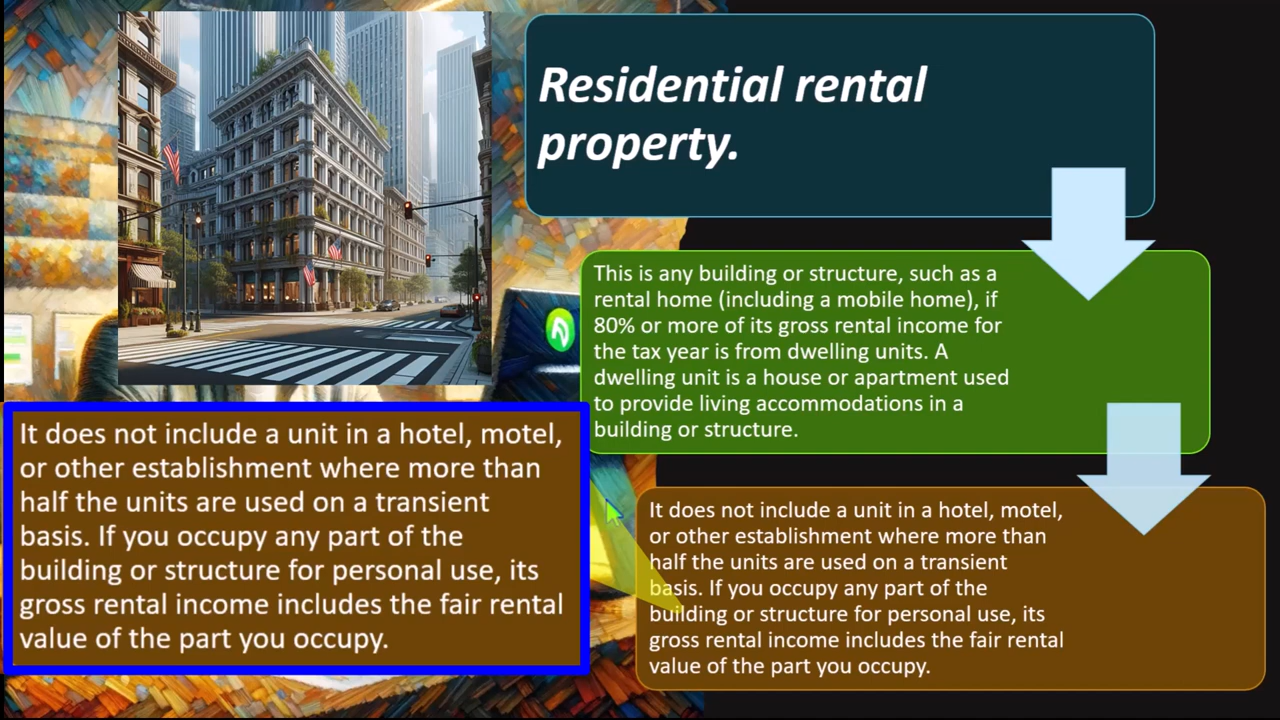 Residential rental
property.
This is any building or structure, such as a
rental home (including a mobile home), if
80% or more of its gross rental income for
the tax year is from dwelling units. A
dwelling unit is a house or apartment used
to provide living accommodations in a
building or structure.
It does not include a unit in a hotel, motel,
or other establishment where more than
half the units are used on a transient
basis. If you occupy any part of the
building or structure for personal use, its
gross rental income includes the fair rental
value of the part you occupy.
It does not include a unit in a hotel, motel,
or other establishment where more than
half the units are used on a transient
basis. If you occupy any part of the
building or structure for personal use, its
gross rental income includes the fair rental
value of the part you occupy.